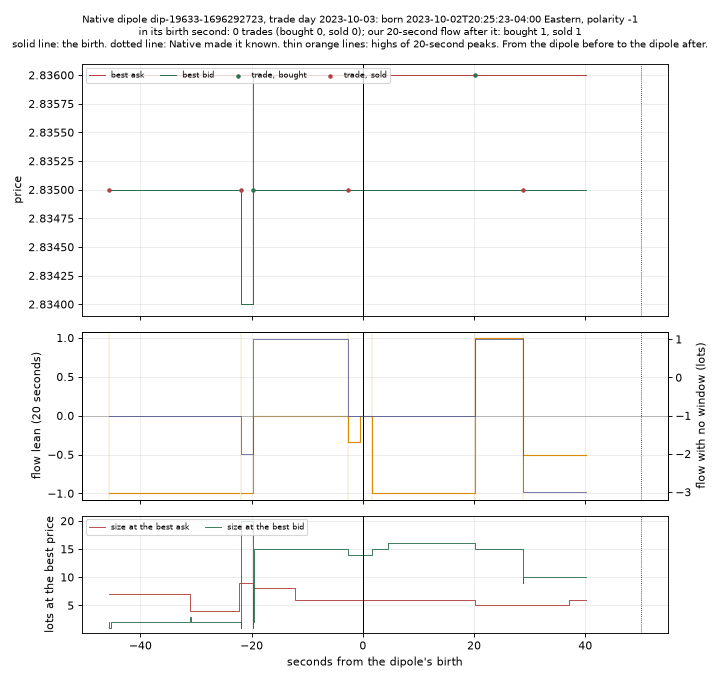 Native dipole dip-19633-1696292723, trade day 2023-10-03: born 2023-10-02T20:25:23-04:00 Eastern, polarity -1
in its birth second: 0 trades (bought 0, sold 0); our 20-second flow after it: bought 1, sold 1
solid line: the birth. dotted line: Native made it known. thin orange lines: highs of 20-second peaks. From the dipole before to the dipole after.
best ask best bid trade, bought trade, sold
2.83600
2.83575
2.83550
2.83525
2.83500
2.83475
2.83450
2.83425
2.83400
price
1.0
0.5
0.0
−0.5
−1.0
flow lean (20 seconds)
1
0
−1
−2
−3
flow with no window (lots)
size at the best ask size at the best bid
20
15
10
5
lots at the best price
−40 −20 0 20 40
seconds from the dipole's birth